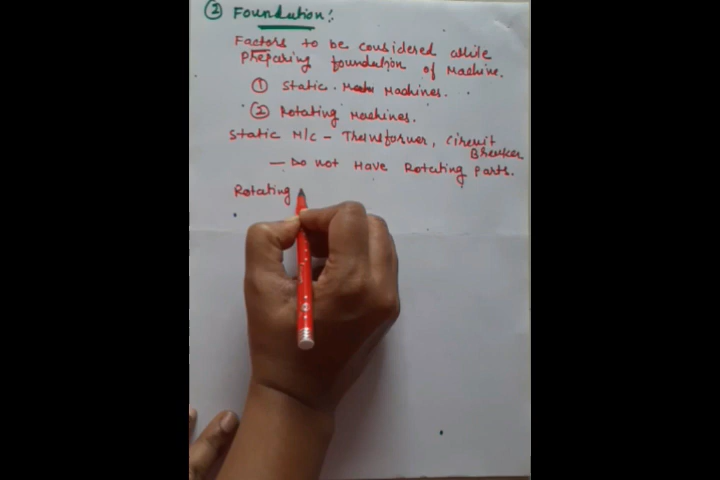 ② Foundation:
Factors to be considered while
preparing foundation of Machine.
① Static Machines.
② Rotating Machines.
Static M/C - Transformer, Circuit
Breaker
— Do not Have Rotating Parts.
Rotating